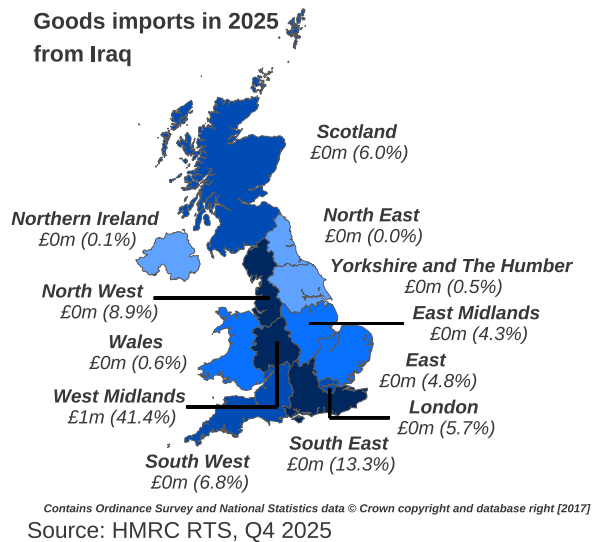 Goods imports in 2025
from Iraq
Scotland
£0m (6.0%)
Northern Ireland
£0m (0.1%)
North East
£0m (0.0%)
Yorkshire and The Humber
£0m (0.5%)
North West
£0m (8.9%)
East Midlands
£0m (4.3%)
Wales
£0m (0.6%)
East
£0m (4.8%)
West Midlands
£1m (41.4%)
London
£0m (5.7%)
South East
£0m (13.3%)
South West
£0m (6.8%)
Contains Ordinance Survey and National Statistics data © Crown copyright and database right [2017]
Source: HMRC RTS, Q4 2025